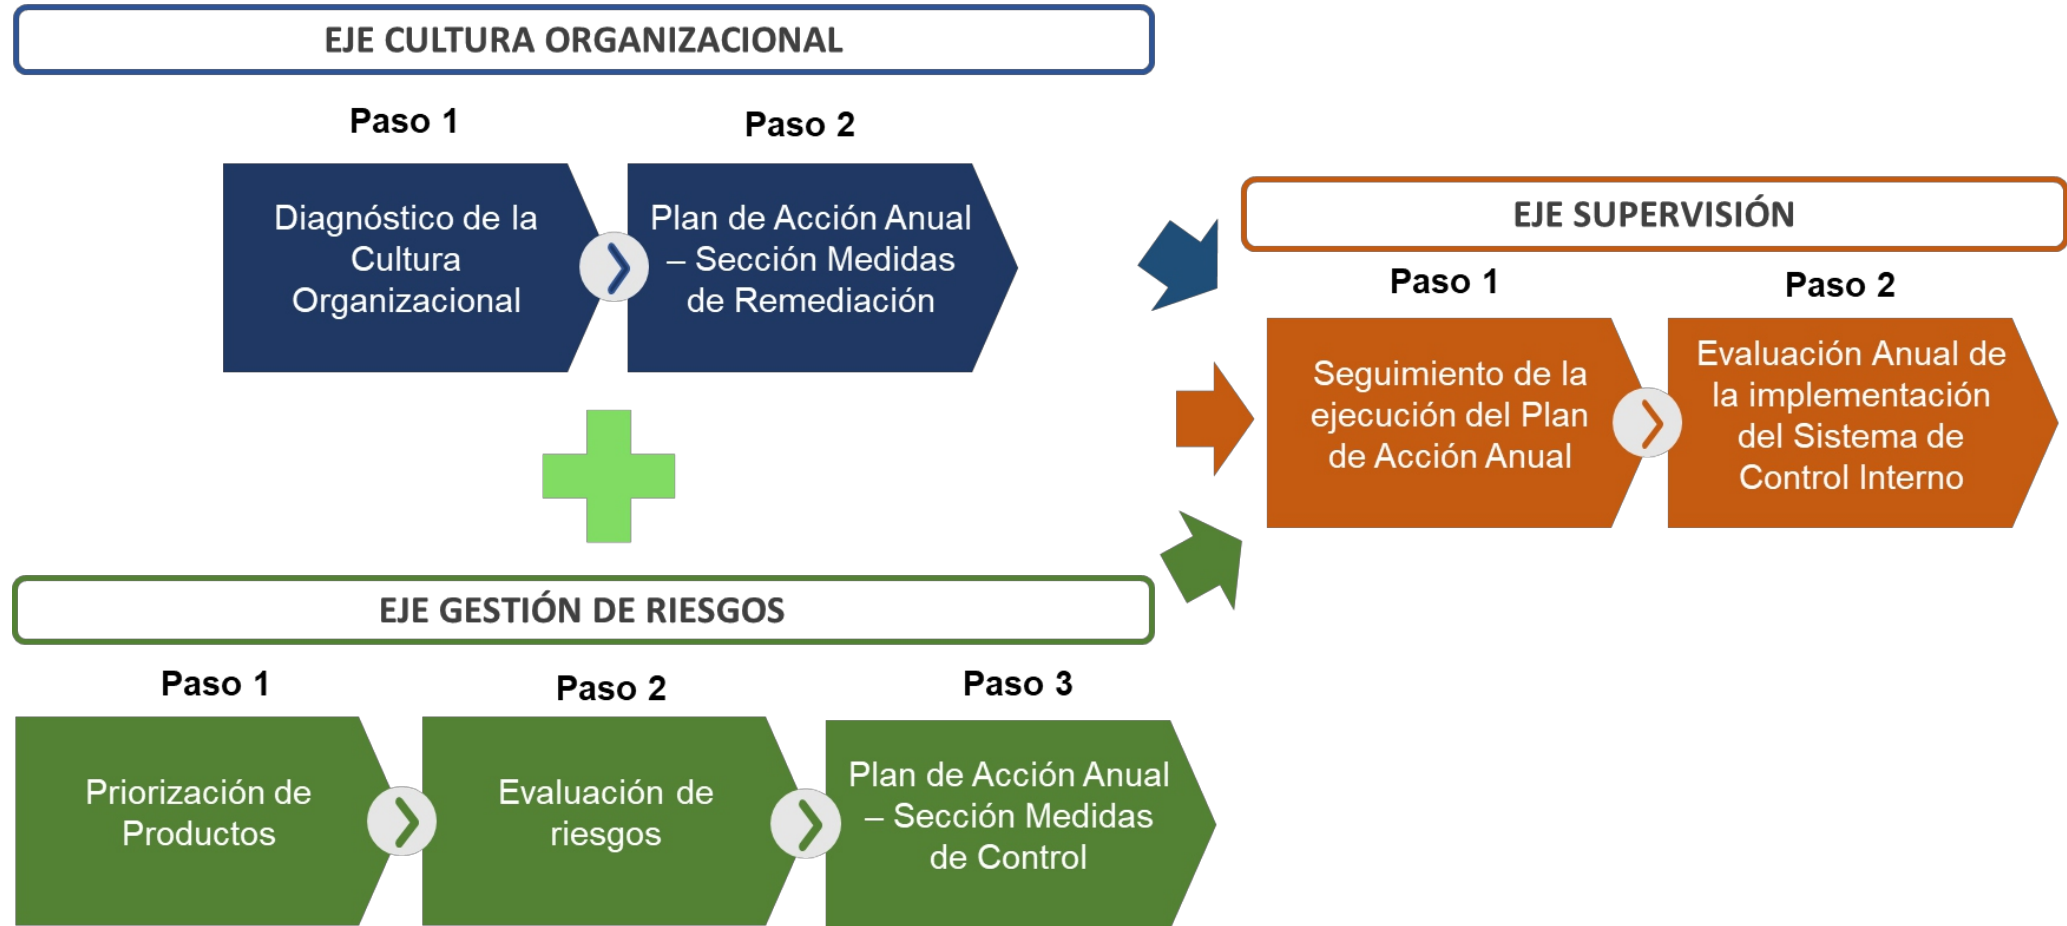 EJE CULTURA ORGANIZACIONAL
Paso 1
Paso 2
Diagnóstico de la
Cultura
Organizacional
Plan de Acción Anual
– Sección Medidas
de Remediación
EJE SUPERVISIÓN
Paso 1
Paso 2
Seguimiento de la
ejecución del Plan
de Acción Anual
Evaluación Anual de
la implementación
del Sistema de
Control Interno
EJE GESTIÓN DE RIESGOS
Paso 1
Paso 2
Paso 3
Priorización de
Productos
Evaluación de
riesgos
Plan de Acción Anual
– Sección Medidas
de Control